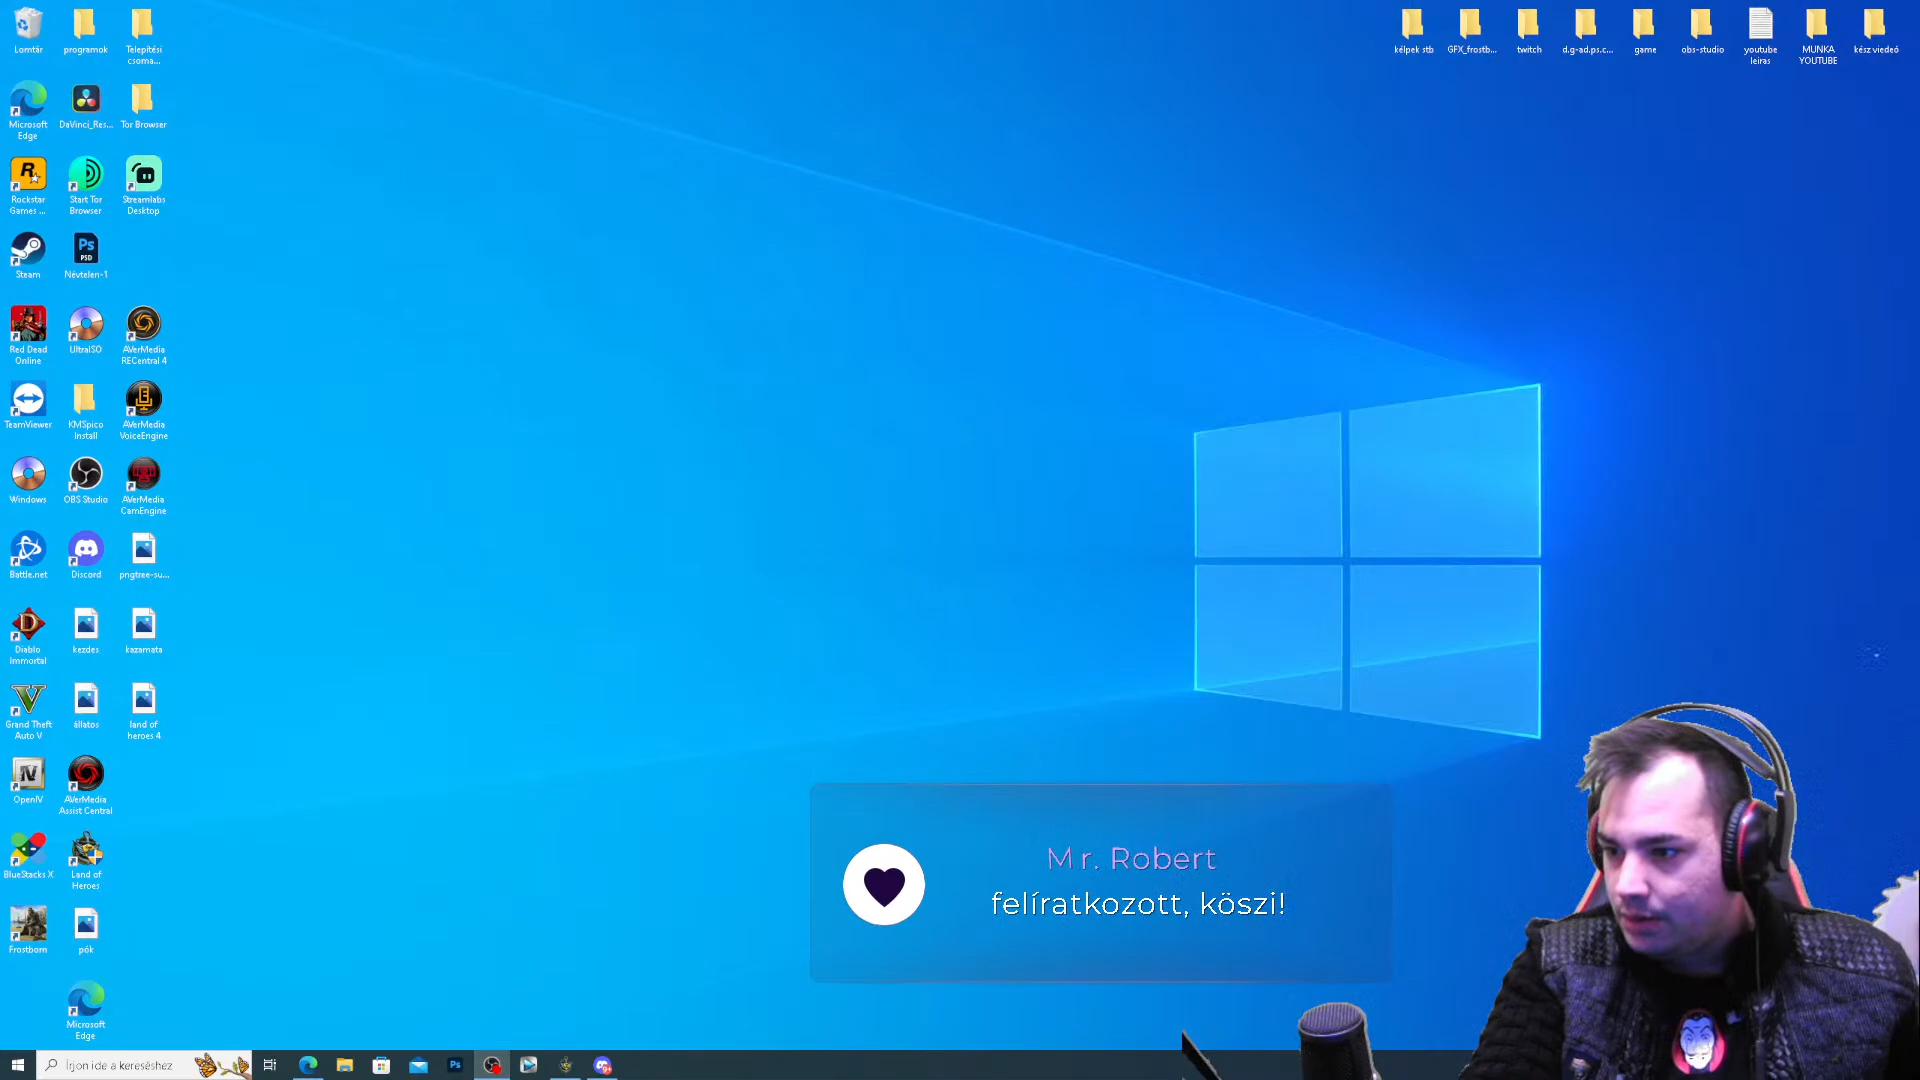 Lomtár
programok
Telepítési
csoma...
Microsoft
Edge
DaVinci_Res...
Tor Browser
Rockstar
Games ...
Start Tor
Browser
Streamlabs
Desktop
Steam
Névtelen-1
Red Dead
Online
UltraISO
AVerMedia
RECentral 4
TeamViewer
KMSpico
Install
AVerMedia
VoiceEngine
Windows
OBS Studio
AVerMedia
CamEngine
Battle.net
Discord
pngtree-su...
Diablo
Immortal
kezdes
kazamata
Grand Theft
Auto V
állatos
land of
heroes 4
OpenIV
AVerMedia
Assist Central
BlueStacks X
Land of
Heroes
Frostborn
pók
Microsoft
Edge
kélpek stb
GFX_frostb...
twitch
d.g-ad.ps.c...
game
obs-studio
youtube
leiras
MUNKA
YOUTUBE
kész viedeó
Mr. Robert
felíratkozott, köszi!
Írjon ide a kereséshez